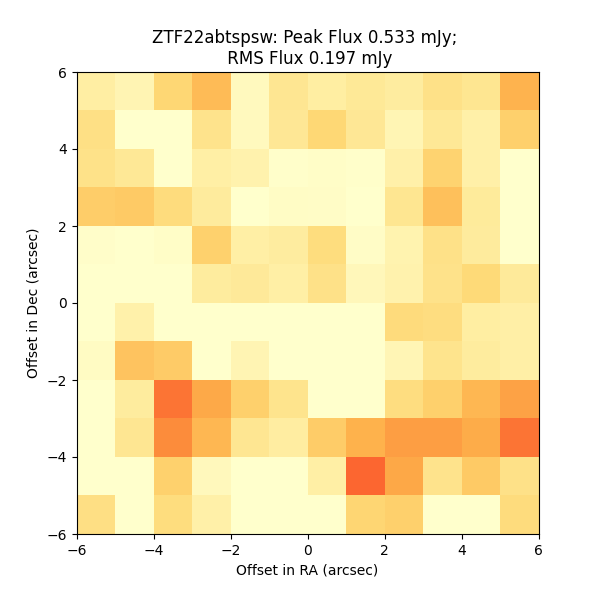 ZTF22abtspsw: Peak Flux 0.533 mJy;
RMS Flux 0.197 mJy
6
4
2
0
−2
−4
−6
Offset in Dec (arcsec)
−6 −4 −2 0 2 4 6
Offset in RA (arcsec)